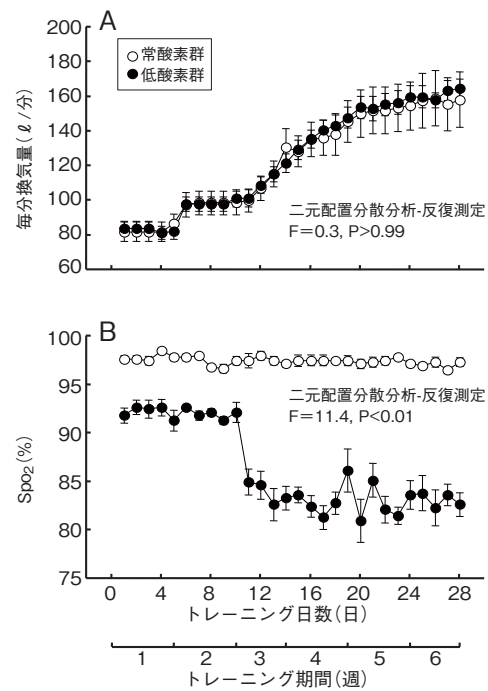 A
200
180
160
140
120
100
80
60
毎分換気量(ℓ/分)
常酸素群
低酸素群
二元配置分散分析-反復測定
F=0.3, P>0.99
B
100
95
90
85
80
75
Spo₂(%)
二元配置分散分析-反復測定
F=11.4, P<0.01
0 4 8 12 16 20 24 28
トレーニング日数(日)
1 2 3 4 5 6
トレーニング期間(週)